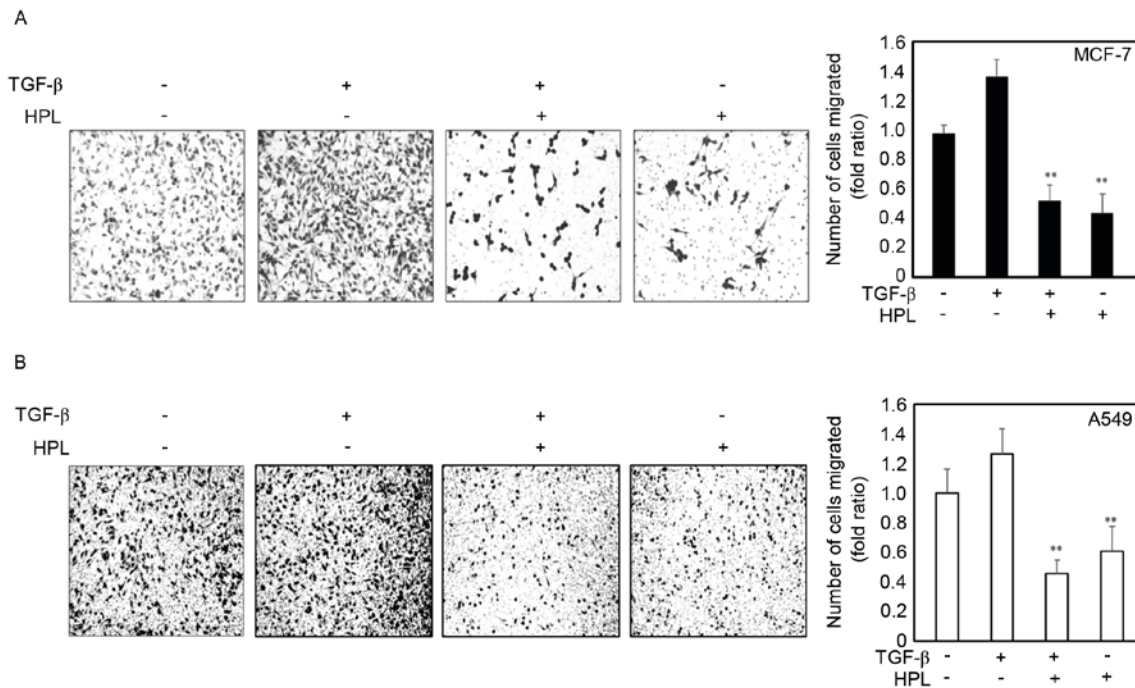 A
TGF-β - + + -
HPL - - + +
MCF-7
Number of cells migrated
(fold ratio)
1.6
1.4
1.2
1.0
0.8
0.6
0.4
0.2
0
** **
TGF-β - + + -
HPL - - + +
B
TGF-β - + + -
HPL - - + +
A549
Number of cells migrated
(fold ratio)
1.6
1.4
1.2
1.0
0.8
0.6
0.4
0.2
0
** **
TGF-β - + + -
HPL - - + +